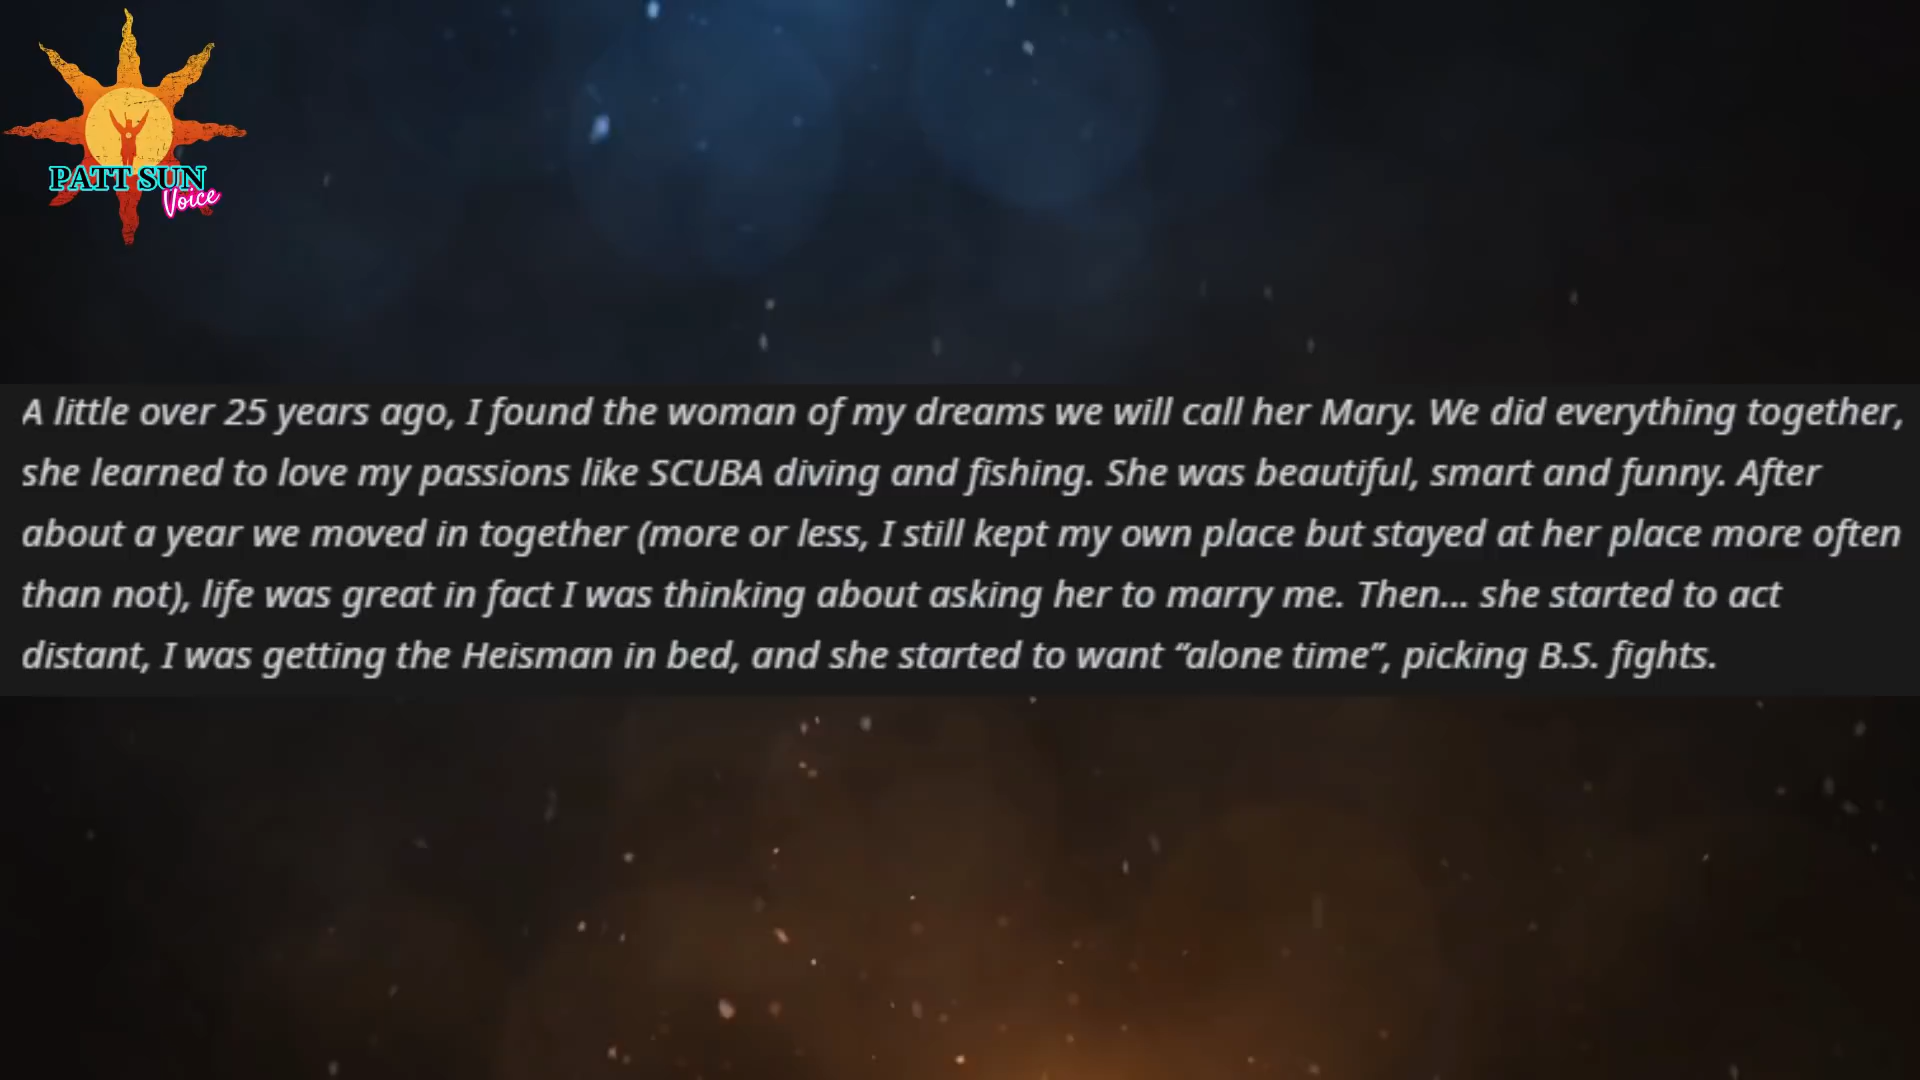 PATT SUN
Voice
A little over 25 years ago, I found the woman of my dreams we will call her Mary. We did everything together,
she learned to love my passions like SCUBA diving and fishing. She was beautiful, smart and funny. After
about a year we moved in together (more or less, I still kept my own place but stayed at her place more often
than not), life was great in fact I was thinking about asking her to marry me. Then... she started to act
distant, I was getting the Heisman in bed, and she started to want “alone time”, picking B.S. fights.